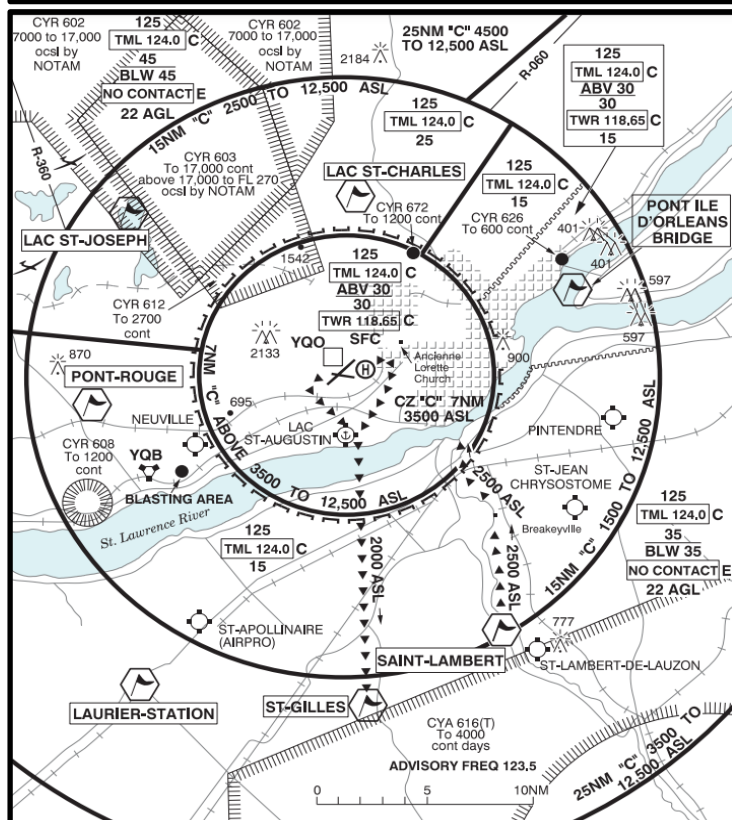 CYR 602
7000 to 17,000
ocsl by
NOTAM
125
TML 124.0 C
45
BLW 45
NO CONTACT E
22 AGL
CYR 602
7000 to 17,000
ocsl by
NOTAM
2184
25NM "C" 4500
TO 12,500 ASL
R-060
125
TML 124.0 C
ABV 30
30
TWR 118.65 C
15
R-360
15NM "C" 2500 TO 12,500 ASL
125
TML 124.0 C
25
CYR 603
To 17,000 cont
above 17,000 to FL 270
ocsl by NOTAM
LAC ST-CHARLES
125
TML 124.0 C
15
CYR 672
To 1200 cont
CYR 626
To 600 cont
401
401
PONT ILE
D'ORLEANS
BRIDGE
LAC ST-JOSEPH
1542
125
TML 124.0 C
ABV 30
30
TWR 118.65 C
SFC
597
597
CYR 612
To 2700
cont
2133
YQO
H
Ancienne
Lorette
Church
900
870
PONT-ROUGE
7NM "C" ABOVE 3500 TO 12,500 ASL
695
CZ "C" 7NM
3500 ASL
NEUVILLE
LAC
ST-AUGUSTIN
PINTENDRE
CYR 608
To 1200
cont
YQB
BLASTING AREA
2500 ASL
ST-JEAN
CHRYSOSTOME
Breakeyville
St. Lawrence River
125
TML 124.0 C
15
2000 ASL
2500 ASL
15NM "C" 1500 TO 12,500 ASL
125
TML 124.0 C
35
BLW 35
NO CONTACT E
22 AGL
ST-APOLLINAIRE
(AIRPRO)
777
SAINT-LAMBERT
ST-LAMBERT-DE-LAUZON
LAURIER-STATION
ST-GILLES
CYA 616(T)
To 4000
cont days
ADVISORY FREQ 123.5
25NM "C" 3500 TO
12,500 ASL
0 5 10NM